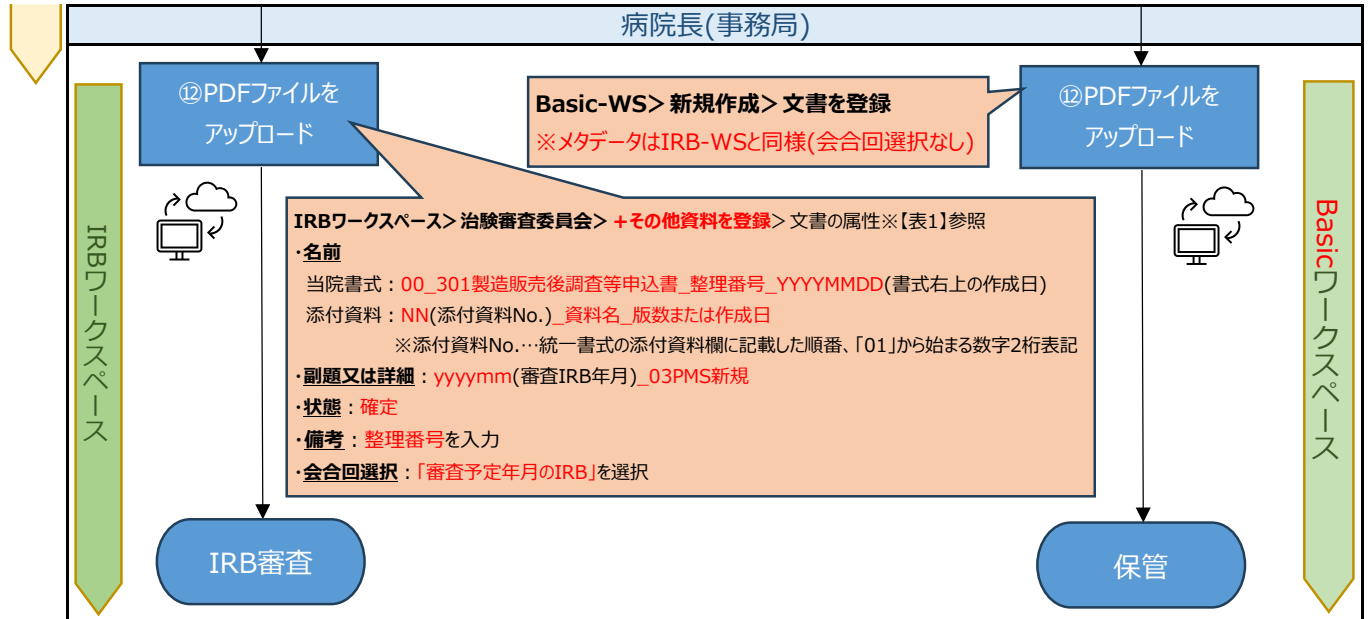 病院長(事務局)
⑫PDFファイルを
アップロード
Basic-WS> 新規作成> 文書を登録
※メタデータはIRB-WSと同様(会合回選択なし)
⑫PDFファイルを
アップロード
IRBワークスペース
IRBワークスペース> 治験審査委員会> +その他資料を登録> 文書の属性※【表1】参照
・名前
当院書式：00_301製造販売後調査等申込書_整理番号_YYYYMMDD(書式右上の作成日)
添付資料：NN(添付資料No.)_資料名_版数または作成日
※添付資料No.…統一書式の添付資料欄に記載した順番、「01」から始まる数字2桁表記
・副題又は詳細：yyyymm(審査IRB年月)_03PMS新規
・状態：確定
・備考：整理番号を入力
・会合回選択：「審査予定年月のIRB」を選択
Basicワークスペース
IRB審査
保管